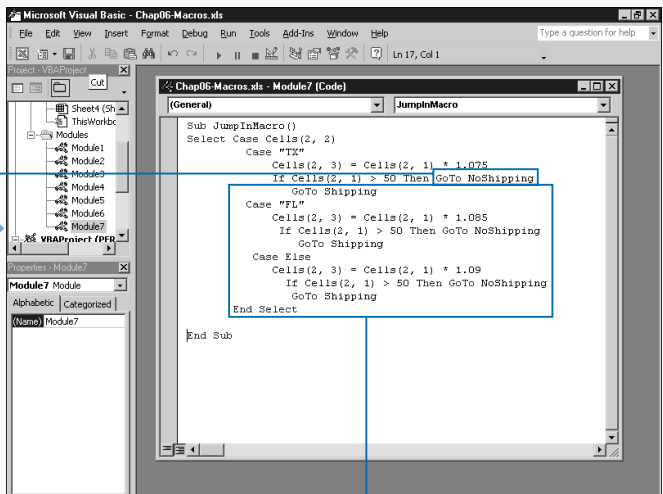 Microsoft Visual Basic - Chap06-Macros.xls
File Edit View Insert Format Debug Run Tools Add-Ins Window Help
Type a question for help
Ln 17, Col 1
Project - VBAProject
Cut
Sheet4 (Sh
ThisWorkbo
Modules
Module1
Module2
Module3
Module4
Module5
Module6
Module7
VBAProject (PER
Properties - Module7
Module7 Module
Alphabetic Categorized
(Name) Module7
Chap06-Macros.xls - Module7 (Code)
(General) JumpInMacro
Sub JumpInMacro()
Select Case Cells(2, 2)
Case "TX"
Cells(2, 3) = Cells(2, 1) * 1.075
If Cells(2, 1) > 50 Then GoTo NoShipping
GoTo Shipping
Case "FL"
Cells(2, 3) = Cells(2, 1) * 1.085
If Cells(2, 1) > 50 Then GoTo NoShipping
GoTo Shipping
Case Else
Cells(2, 3) = Cells(2, 1) * 1.09
If Cells(2, 1) > 50 Then GoTo NoShipping
GoTo Shipping
End Select
End Sub